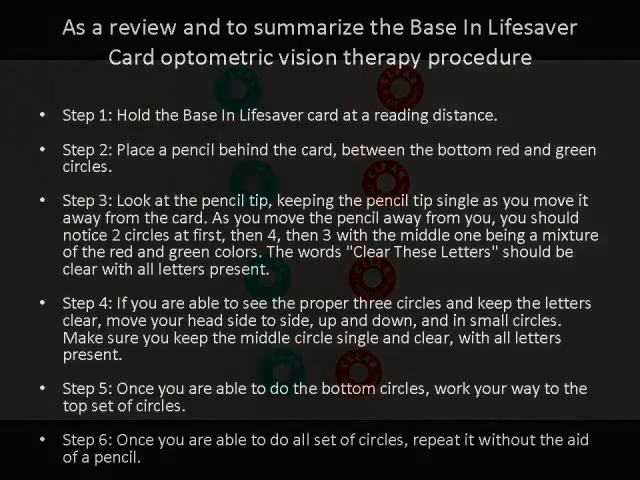 As a review and to summarize the Base In Lifesaver
Card optometric vision therapy procedure
• Step 1: Hold the Base In Lifesaver card at a reading distance.
• Step 2: Place a pencil behind the card, between the bottom red and green
circles.
• Step 3: Look at the pencil tip, keeping the pencil tip single as you move it
away from the card. As you move the pencil away from you, you should
notice 2 circles at first, then 4, then 3 with the middle one being a mixture
of the red and green colors. The words "Clear These Letters" should be
clear with all letters present.
• Step 4: If you are able to see the proper three circles and keep the letters
clear, move your head side to side, up and down, and in small circles.
Make sure you keep the middle circle single and clear, with all letters
present.
• Step 5: Once you are able to do the bottom circles, work your way to the
top set of circles.
• Step 6: Once you are able to do all set of circles, repeat it without the aid
of a pencil.